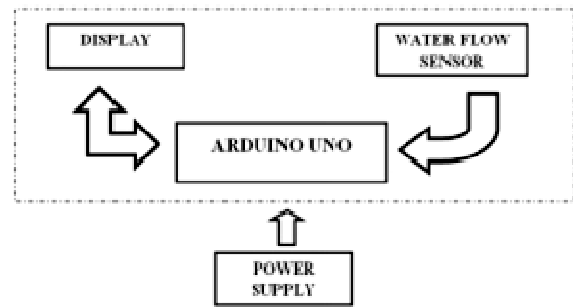 DISPLAY
WATER FLOW
SENSOR
ARDUINO UNO
POWER
SUPPLY